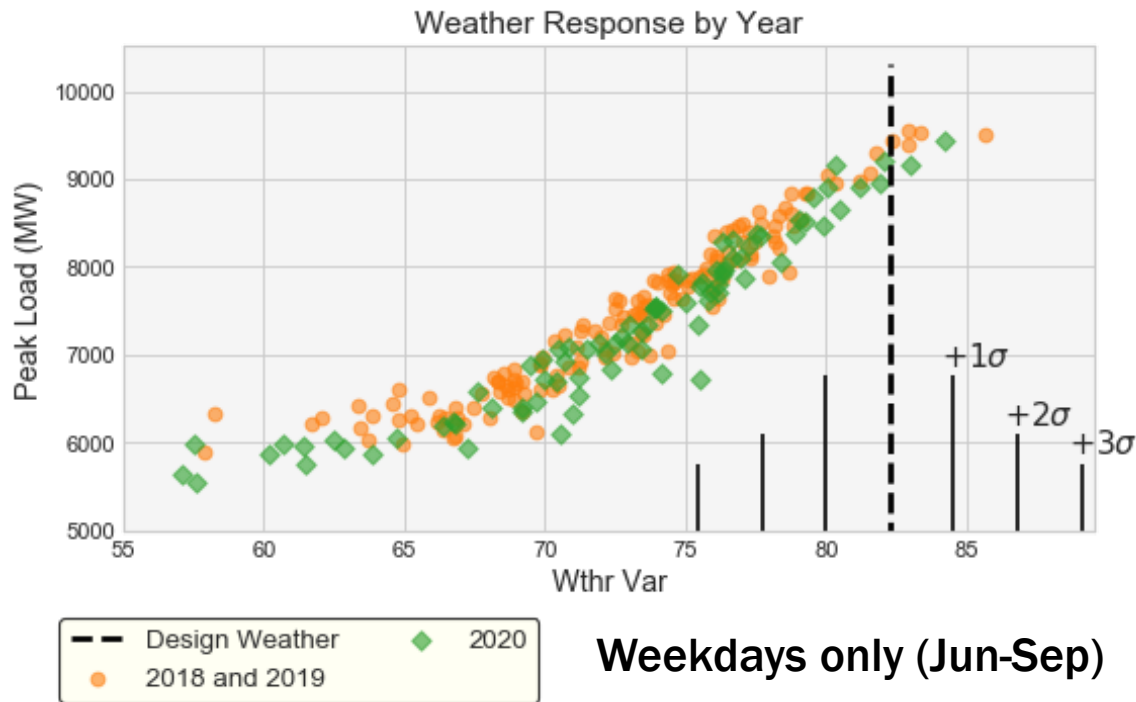 Weather Response by Year
Peak Load (MW)
10000
9000
8000
7000
6000
5000
+1σ
+2σ
+3σ
55 60 65 70 75 80 85
Wthr Var
Design Weather 2020
2018 and 2019
Weekdays only (Jun-Sep)